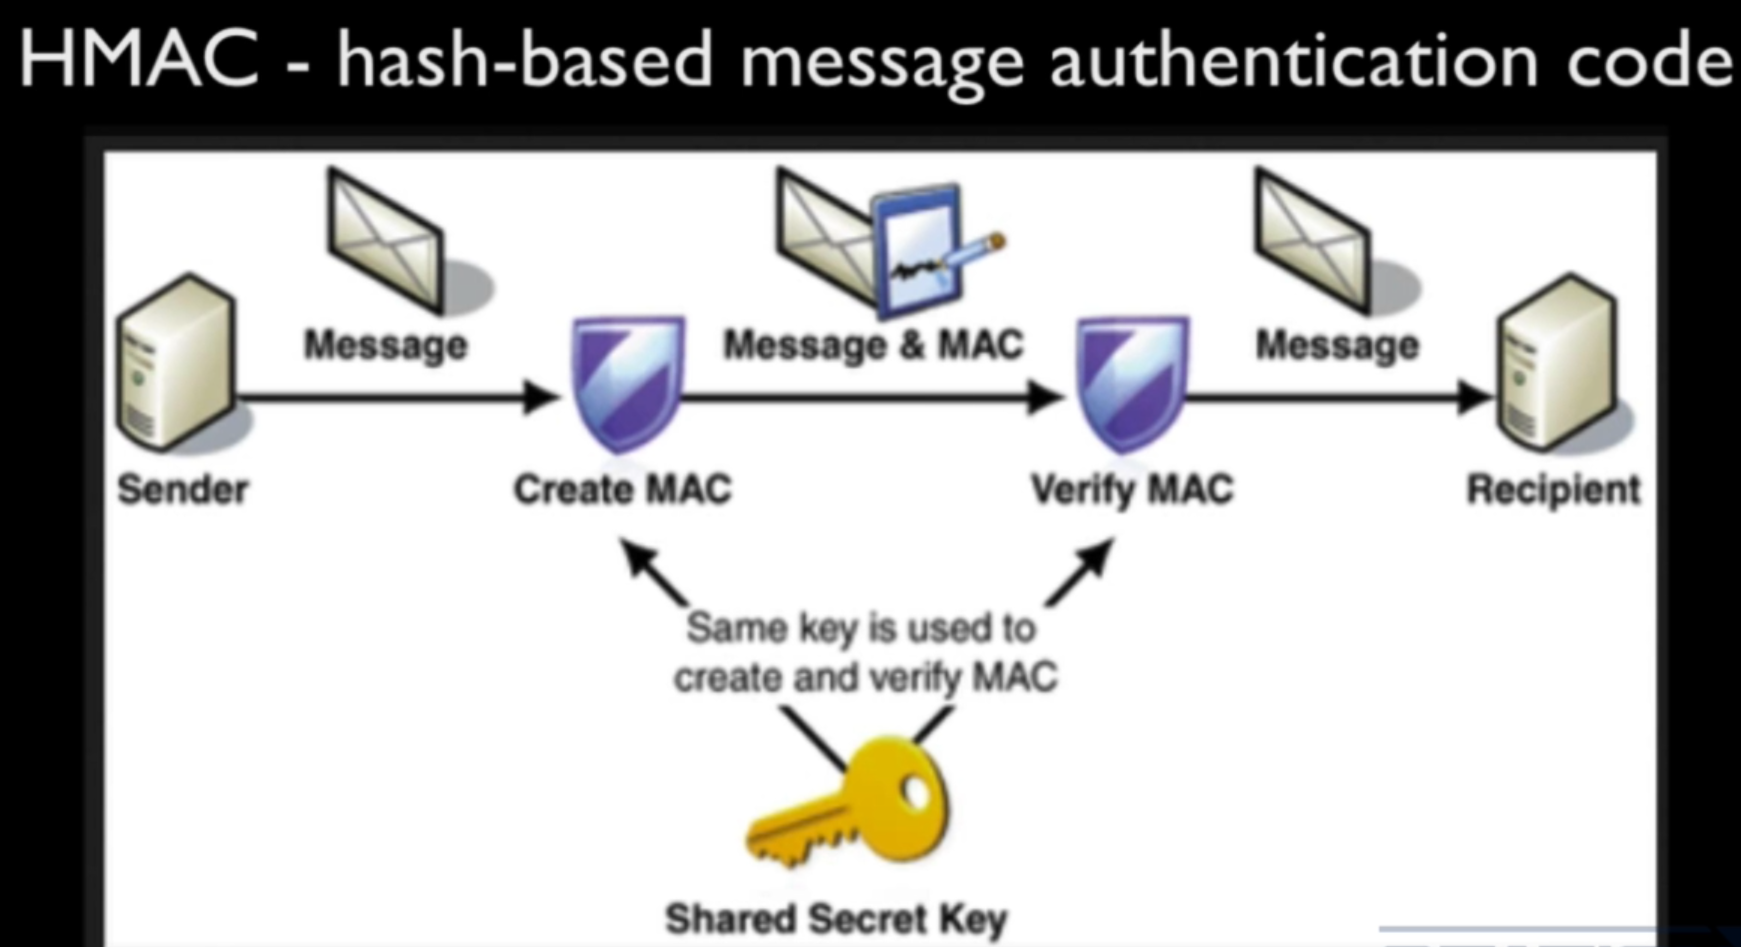 HMAC - hash-based message authentication code
Message
Message & MAC
Message
Sender
Create MAC
Verify MAC
Recipient
Same key is used to
create and verify MAC
Shared Secret Key